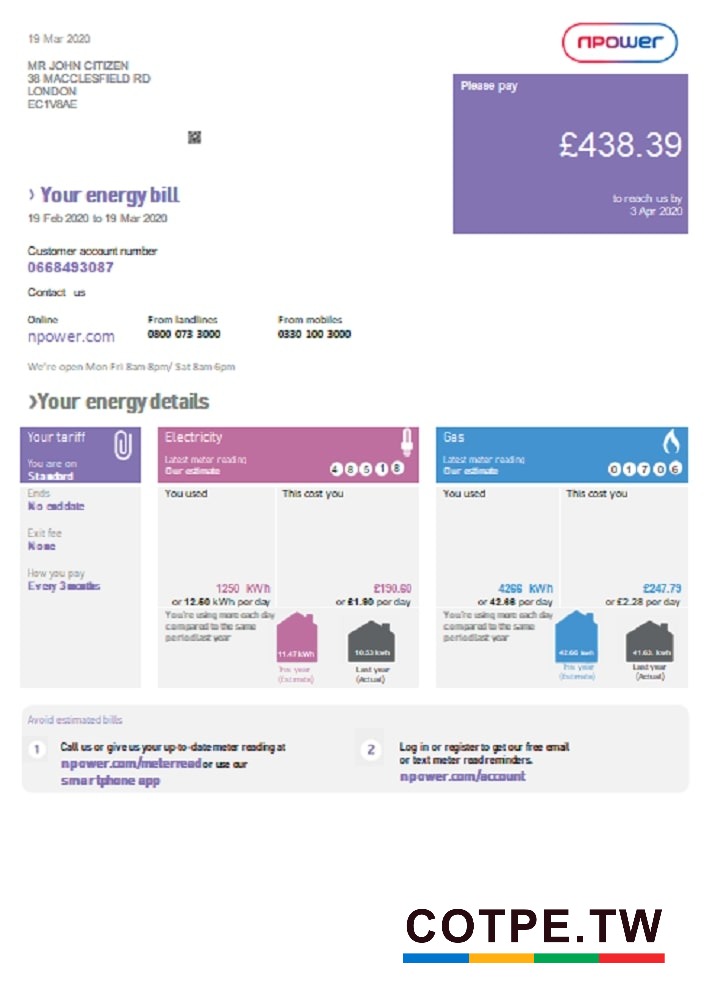 19 Mar 2020
npower
MR JOHN CITIZEN
38 MACCLESFIELD RD
LONDON
EC1V8AE
Please pay
£438.39
to reach us by
3 Apr 2020
› Your energy bill
19 Feb 2020 to 19 Mar 2020
Customer account number
0668493087
Contact us
Online
npower.com
From landlines
0800 073 3000
From mobiles
0330 100 3000
We're open Mon-Fri 8am-8pm/ Sat 8am-6pm
›Your energy details
Your tariff
You are on
Standard
Ends
No end date
Exit fee
None
How you pay
Every 3 months
Electricity
Latest meter reading
Our estimate
48518
You used
This cost you
1250 kWh
or 12.50 kWh per day
£190.60
or £1.90 per day
You're using more each day
compared to the same
period last year
11.47 kWh
This year
(Estimate)
10.53 kWh
Last year
(Actual)
Gas
Latest meter reading
Our estimate
01706
You used
This cost you
4266 kWh
or 42.66 per day
£247.79
or £2.28 per day
You're using more each day
compared to the same
period last year
42.66 kwh
This year
(Estimate)
41.63 kwh
Last year
(Actual)
Avoid estimated bills
1
Call us or give us your up-to-date meter reading at
npower.com/meterread or use our
smartphone app
2
Log in or register to get our free email
or text meter read reminders.
npower.com/account
COTPE.TW